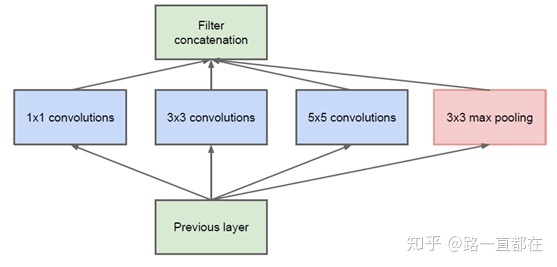 Filter
concatenation
1x1 convolutions
3x3 convolutions
5x5 convolutions
3x3 max pooling
Previous layer
知乎 @路一直都在